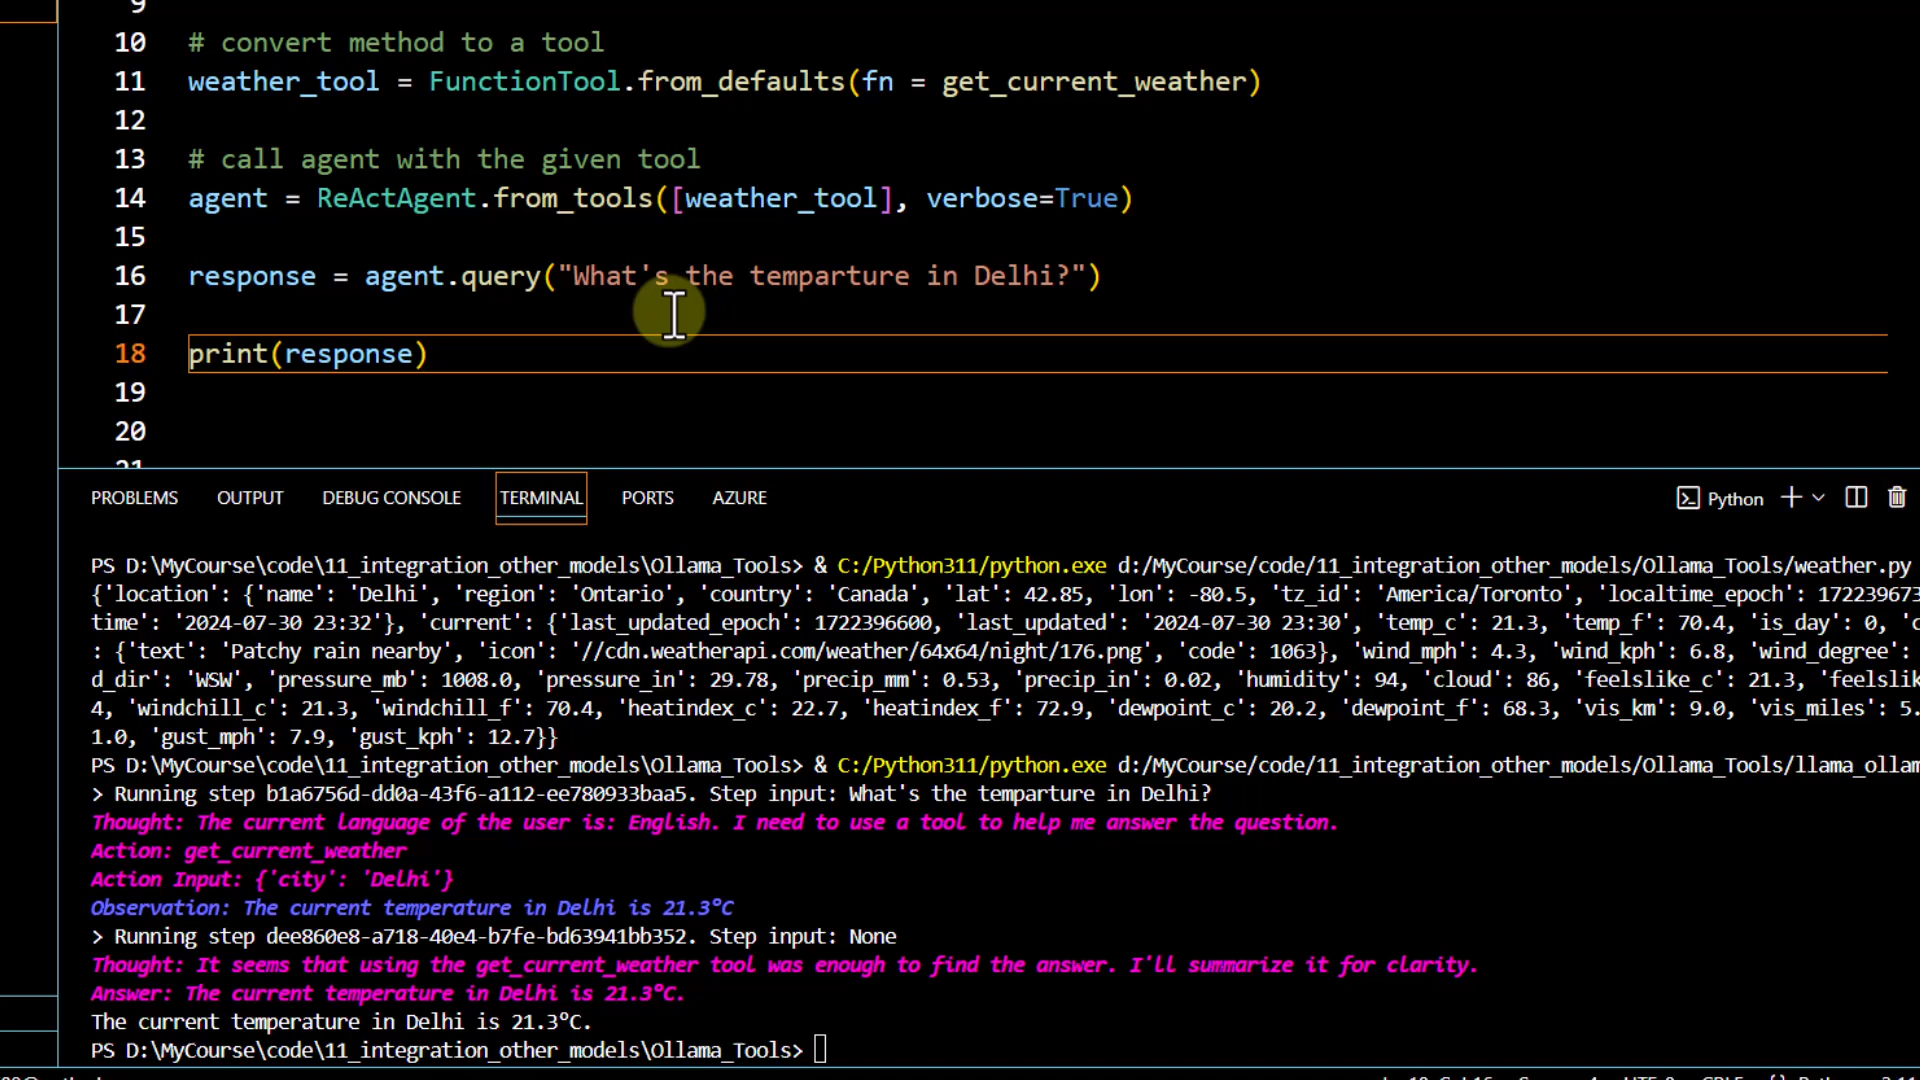 9
10 # convert method to a tool
11 weather_tool = FunctionTool.from_defaults(fn = get_current_weather)
12
13 # call agent with the given tool
14 agent = ReActAgent.from_tools([weather_tool], verbose=True)
15
16 response = agent.query("What's the temparture in Delhi?")
17
18 print(response)
19
20
21
PROBLEMS OUTPUT DEBUG CONSOLE TERMINAL PORTS AZURE Python
PS D:\MyCourse\code\11_integration_other_models\Ollama_Tools> & C:/Python311/python.exe d:/MyCourse/code/11_integration_other_models/Ollama_Tools/weather.py
{'location': {'name': 'Delhi', 'region': 'Ontario', 'country': 'Canada', 'lat': 42.85, 'lon': -80.5, 'tz_id': 'America/Toronto', 'localtime_epoch': 172239673
time': '2024-07-30 23:32'}, 'current': {'last_updated_epoch': 1722396600, 'last_updated': '2024-07-30 23:30', 'temp_c': 21.3, 'temp_f': 70.4, 'is_day': 0, 'c
: {'text': 'Patchy rain nearby', 'icon': '//cdn.weatherapi.com/weather/64x64/night/176.png', 'code': 1063}, 'wind_mph': 4.3, 'wind_kph': 6.8, 'wind_degree':
d_dir': 'WSW', 'pressure_mb': 1008.0, 'pressure_in': 29.78, 'precip_mm': 0.53, 'precip_in': 0.02, 'humidity': 94, 'cloud': 86, 'feelslike_c': 21.3, 'feelslik
4, 'windchill_c': 21.3, 'windchill_f': 70.4, 'heatindex_c': 22.7, 'heatindex_f': 72.9, 'dewpoint_c': 20.2, 'dewpoint_f': 68.3, 'vis_km': 9.0, 'vis_miles': 5.
1.0, 'gust_mph': 7.9, 'gust_kph': 12.7}}
PS D:\MyCourse\code\11_integration_other_models\Ollama_Tools> & C:/Python311/python.exe d:/MyCourse/code/11_integration_other_models/Ollama_Tools/llama_ollam
> Running step b1a6756d-dd0a-43f6-a112-ee780933baa5. Step input: What's the temparture in Delhi?
Thought: The current language of the user is: English. I need to use a tool to help me answer the question.
Action: get_current_weather
Action Input: {'city': 'Delhi'}
Observation: The current temperature in Delhi is 21.3°C
> Running step dee860e8-a718-40e4-b7fe-bd63941bb352. Step input: None
Thought: It seems that using the get_current_weather tool was enough to find the answer. I'll summarize it for clarity.
Answer: The current temperature in Delhi is 21.3°C.
The current temperature in Delhi is 21.3°C.
PS D:\MyCourse\code\11_integration_other_models\Ollama_Tools>